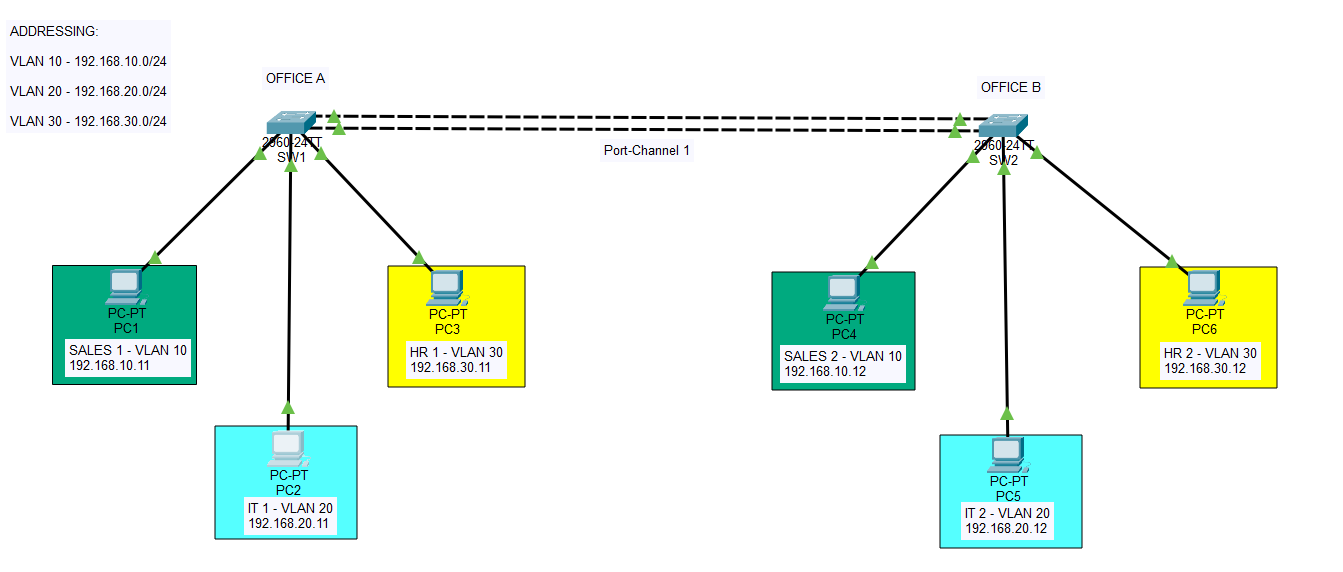 ADDRESSING:
VLAN 10 - 192.168.10.0/24
VLAN 20 - 192.168.20.0/24
VLAN 30 - 192.168.30.0/24
OFFICE A
2960-24TT
SW1
Port-Channel 1
OFFICE B
2960-24TT
SW2
PC-PT
PC1
SALES 1 - VLAN 10
192.168.10.11
PC-PT
PC3
HR 1 - VLAN 30
192.168.30.11
PC-PT
PC4
SALES 2 - VLAN 10
192.168.10.12
PC-PT
PC6
HR 2 - VLAN 30
192.168.30.12
PC-PT
PC2
IT 1 - VLAN 20
192.168.20.11
PC-PT
PC5
IT 2 - VLAN 20
192.168.20.12